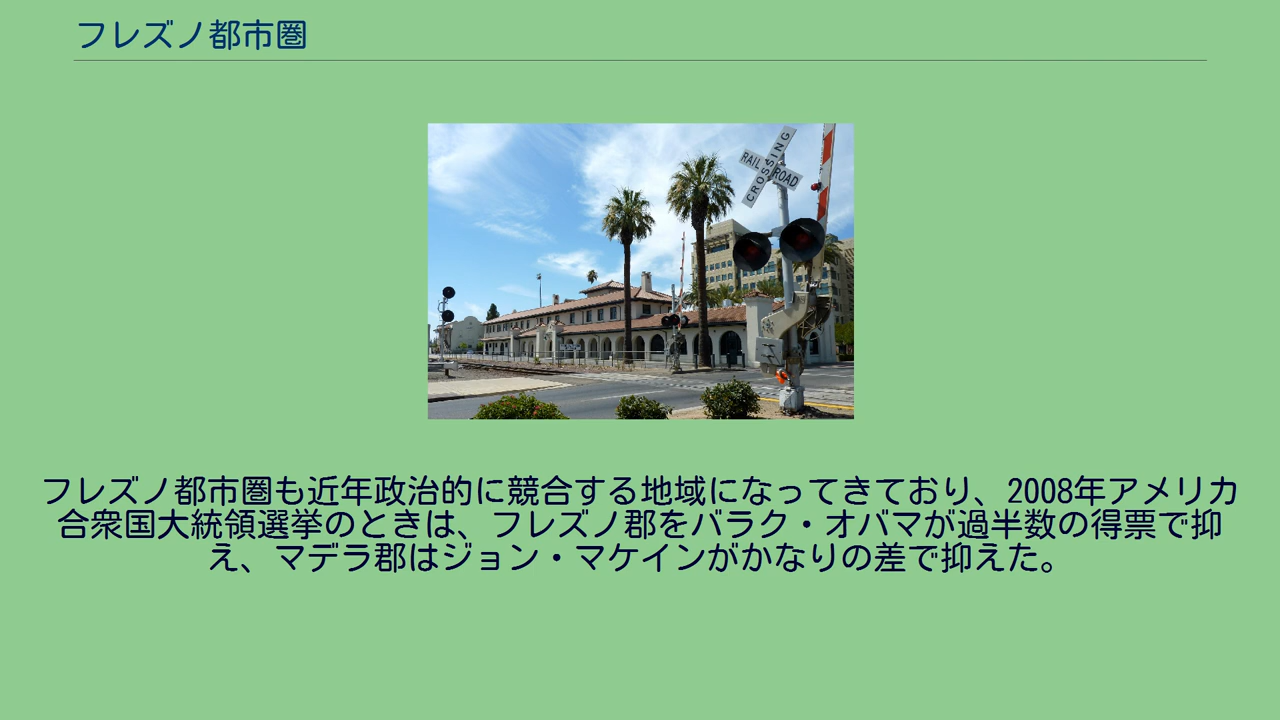 フレズノ都市圏
RAIL ROAD
CROSSING
フレズノ都市圏も近年政治的に競合する地域になってきており、2008年アメリカ
合衆国大統領選挙のときは、フレズノ郡をバラク・オバマが過半数の得票で抑
え、マデラ郡はジョン・マケインがかなりの差で抑えた。